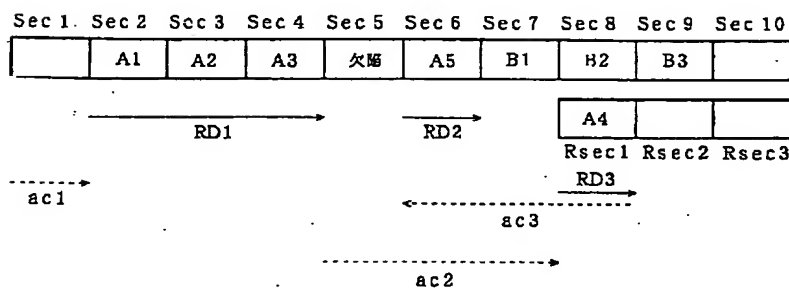 Sec 1 Sec 2 Sec 3 Sec 4 Sec 5 Sec 6 Sec 7 Sec 8 Sec 9 Sec 10
A1 A2 A3 欠陥 A5 B1 B2 B3
A4
RD1 RD2
Rsec1 Rsec2 Rsec3
RD3
ac1 ac3
ac2